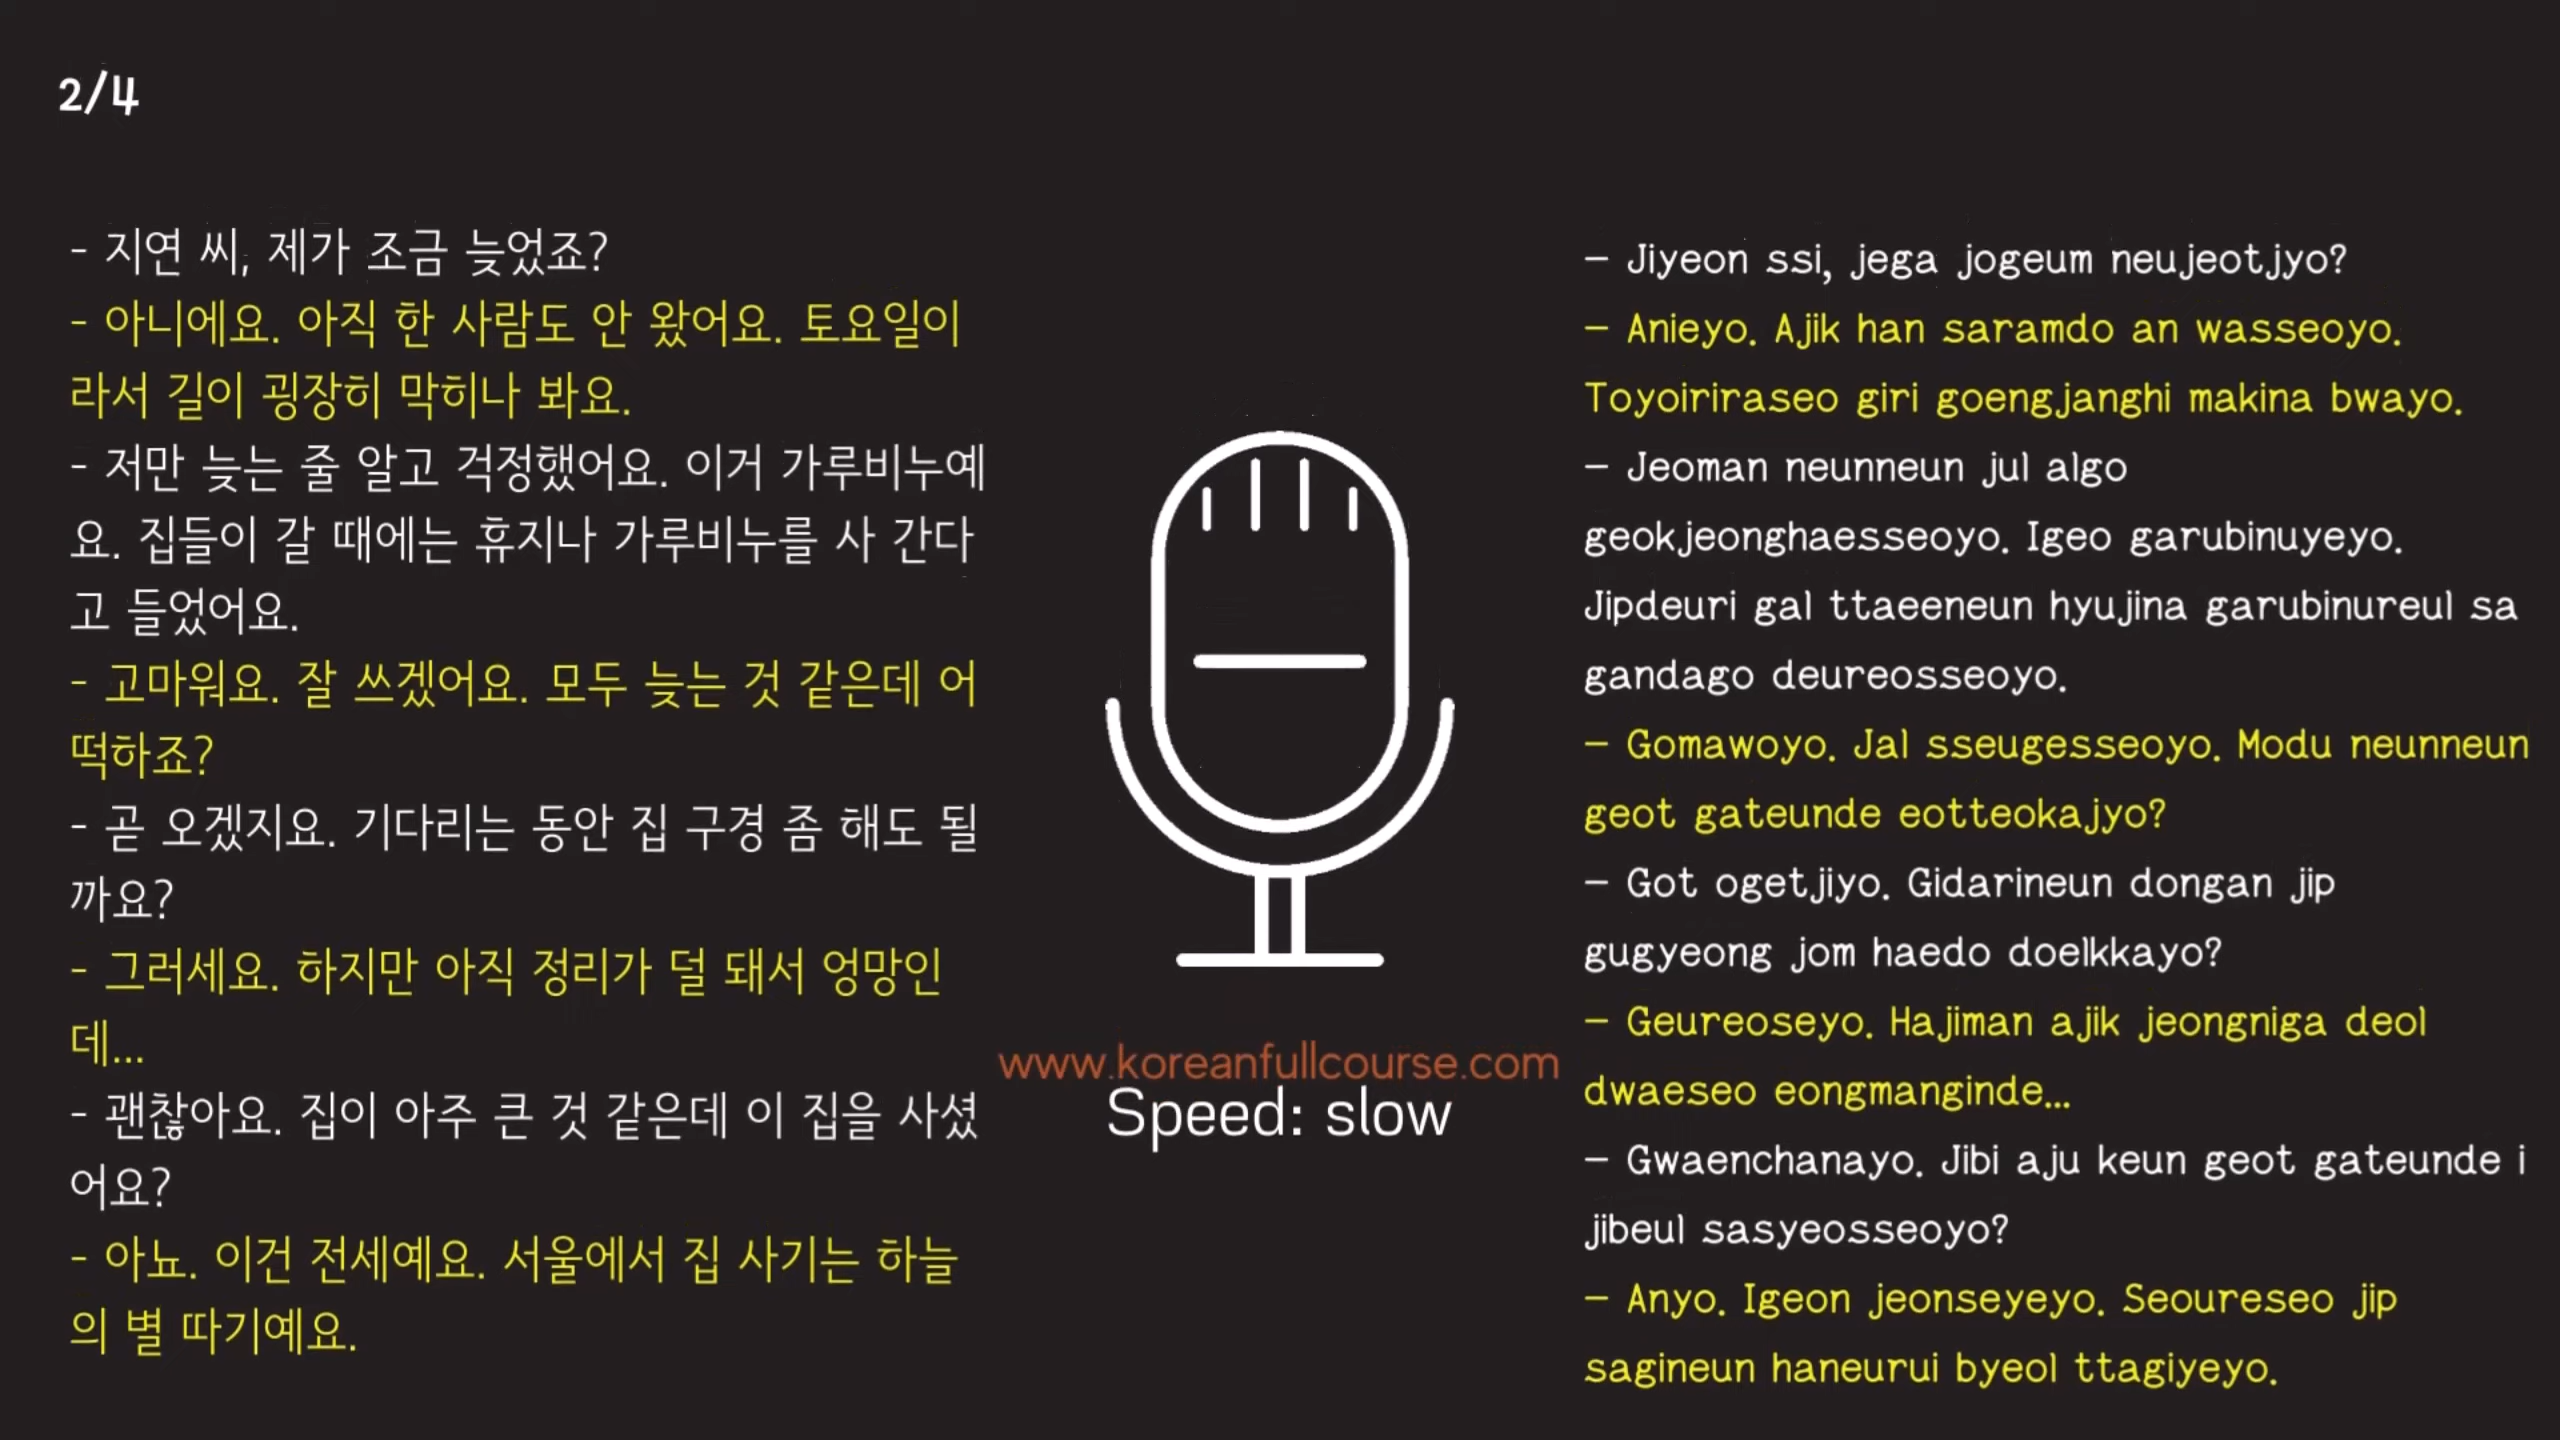 2/4
- 지연 씨, 제가 조금 늦었죠?
- 아니에요. 아직 한 사람도 안 왔어요. 토요일이
라서 길이 굉장히 막히나 봐요.
- 저만 늦는 줄 알고 걱정했어요. 이거 가루비누예
요. 집들이 갈 때에는 휴지나 가루비누를 사 간다
고 들었어요.
- 고마워요. 잘 쓰겠어요. 모두 늦는 것 같은데 어
떡하죠?
- 곧 오겠지요. 기다리는 동안 집 구경 좀 해도 될
까요?
- 그러세요. 하지만 아직 정리가 덜 돼서 엉망인
데...
- 괜찮아요. 집이 아주 큰 것 같은데 이 집을 사셨
어요?
- 아뇨. 이건 전세예요. 서울에서 집 사기는 하늘
의 별 따기예요.
www.koreanfullcourse.com
Speed: slow
– Jiyeon ssi, jega jogeum neujeotjyo?
– Anieyo. Ajik han saramdo an wasseoyo.
Toyoiriraseo giri goengjanghi makina bwayo.
– Jeoman neunneun jul algo
geokjeonghaesseoyo. Igeo garubinuyeyo.
Jipdeuri gal ttaeeneun hyujina garubinureul sa
gandago deureosseoyo.
– Gomawoyo. Jal sseugesseoyo. Modu neunneun
geot gateunde eotteokajyo?
– Got ogetjiyo. Gidarineun dongan jip
gugyeong jom haedo doelkkayo?
– Geureoseyo. Hajiman ajik jeongniga deol
dwaeseo eongmanginde...
– Gwaenchanayo. Jibi aju keun geot gateunde i
jibeul sasyeosseoyo?
– Anyo. Igeon jeonseyeyo. Seoureseo jip
sagineun haneurui byeol ttagiyeyo.